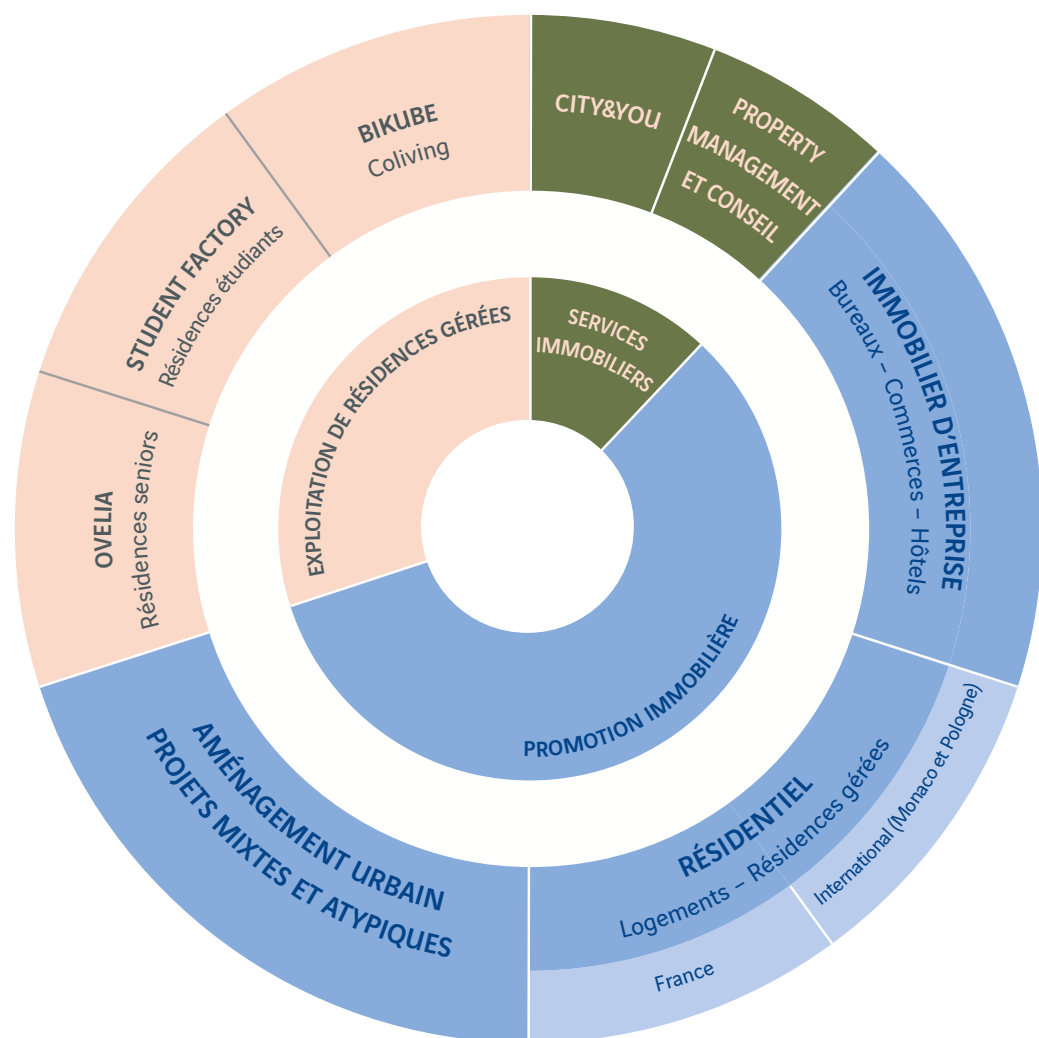 CITY&YOU
PROPERTY
MANAGEMENT
ET CONSEIL
IMMOBILIER D'ENTREPRISE
Bureaux – Commerces – Hôtels
RÉSIDENTIEL
Logements – Résidences gérées
International (Monaco et Pologne)
France
AMÉNAGEMENT URBAIN
PROJETS MIXTES ET ATYPIQUES
OVELIA
Résidences seniors
STUDENT FACTORY
Résidences étudiants
BIKUBE
Coliving
SERVICES
IMMOBILIERS
PROMOTION IMMOBILIÈRE
EXPLOITATION DE RÉSIDENCES GÉRÉES